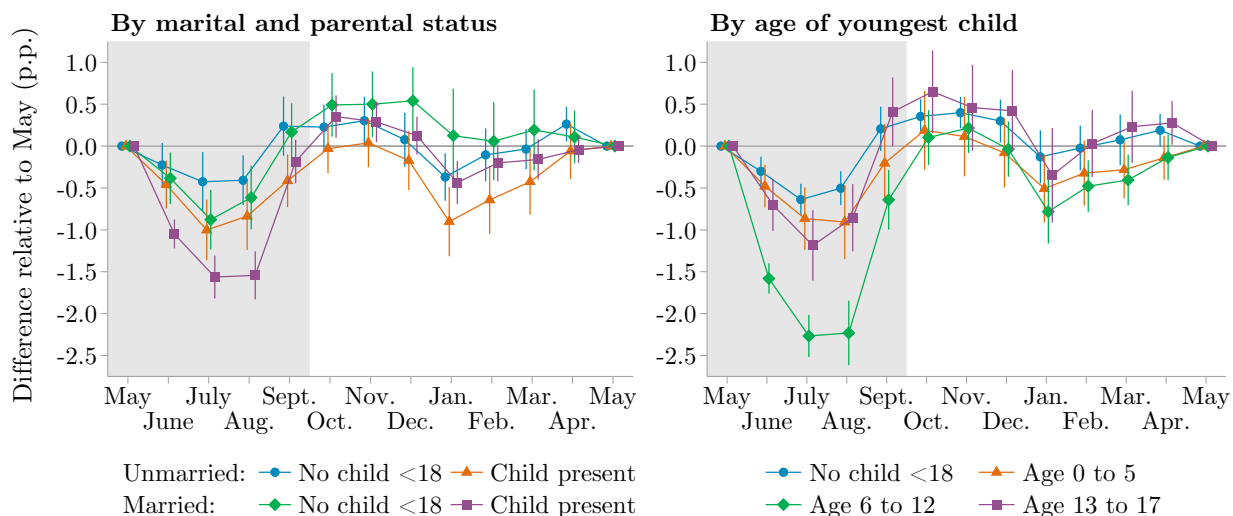 By marital and parental status
Difference relative to May (p.p.)
1.0
0.5
0.0
-0.5
-1.0
-1.5
-2.0
-2.5
May July Sept. Nov. Jan. Mar. May
June Aug. Oct. Dec. Feb. Apr.
Unmarried: No child <18 Child present
Married: No child <18 Child present
By age of youngest child
1.0
0.5
0.0
-0.5
-1.0
-1.5
-2.0
-2.5
May July Sept. Nov. Jan. Mar. May
June Aug. Oct. Dec. Feb. Apr.
No child <18 Age 0 to 5
Age 6 to 12 Age 13 to 17